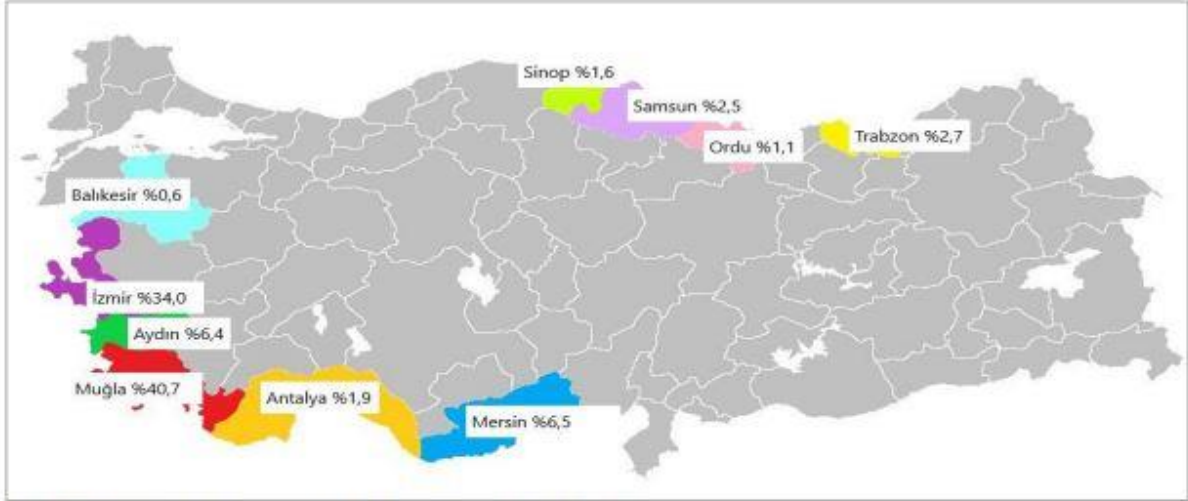 Sinop %1,6
Samsun %2,5
Ordu %1,1
Trabzon %2,7
Balıkesir %0,6
İzmir %34,0
Aydın %6,4
Muğla %40,7
Antalya %1,9
Mersin %6,5